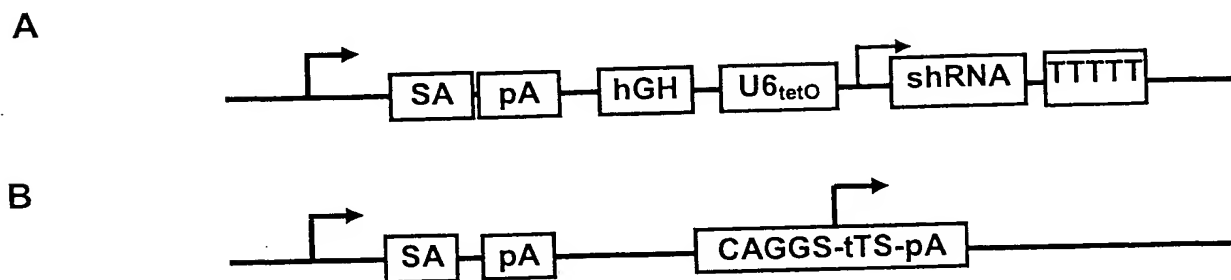 A
SA pA hGH U6tetO shRNA TTTTT
B
SA pA CAGGS-tTS-pA